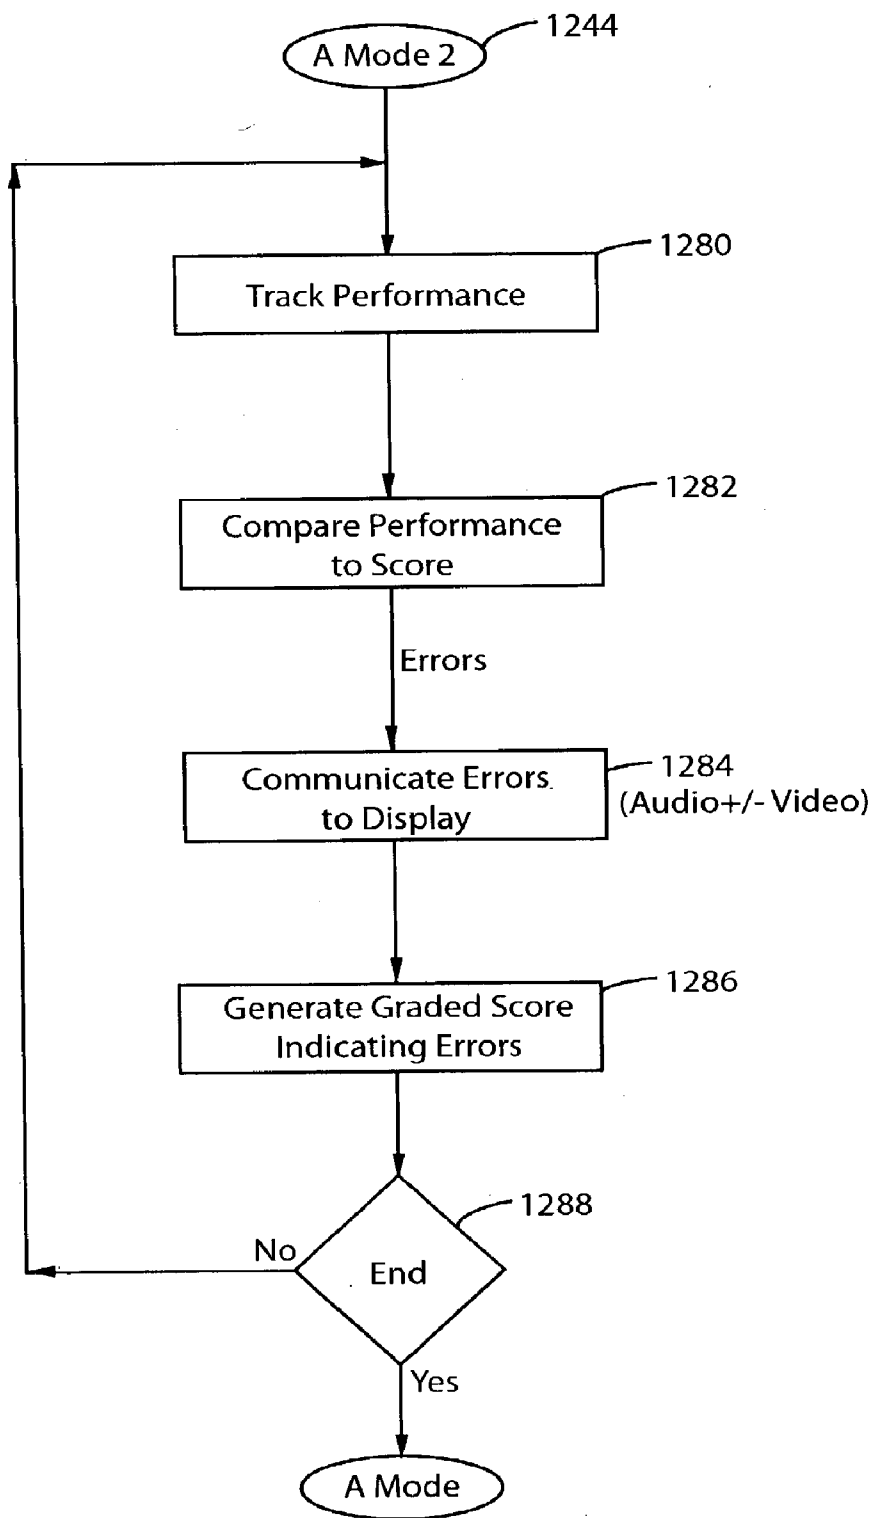 1244
A Mode 2
1280
Track Performance
1282
Compare Performance
to Score
Errors
1284
(Audio+/- Video)
Communicate Errors
to Display
1286
Generate Graded Score
Indicating Errors
1288
No
End
Yes
A Mode